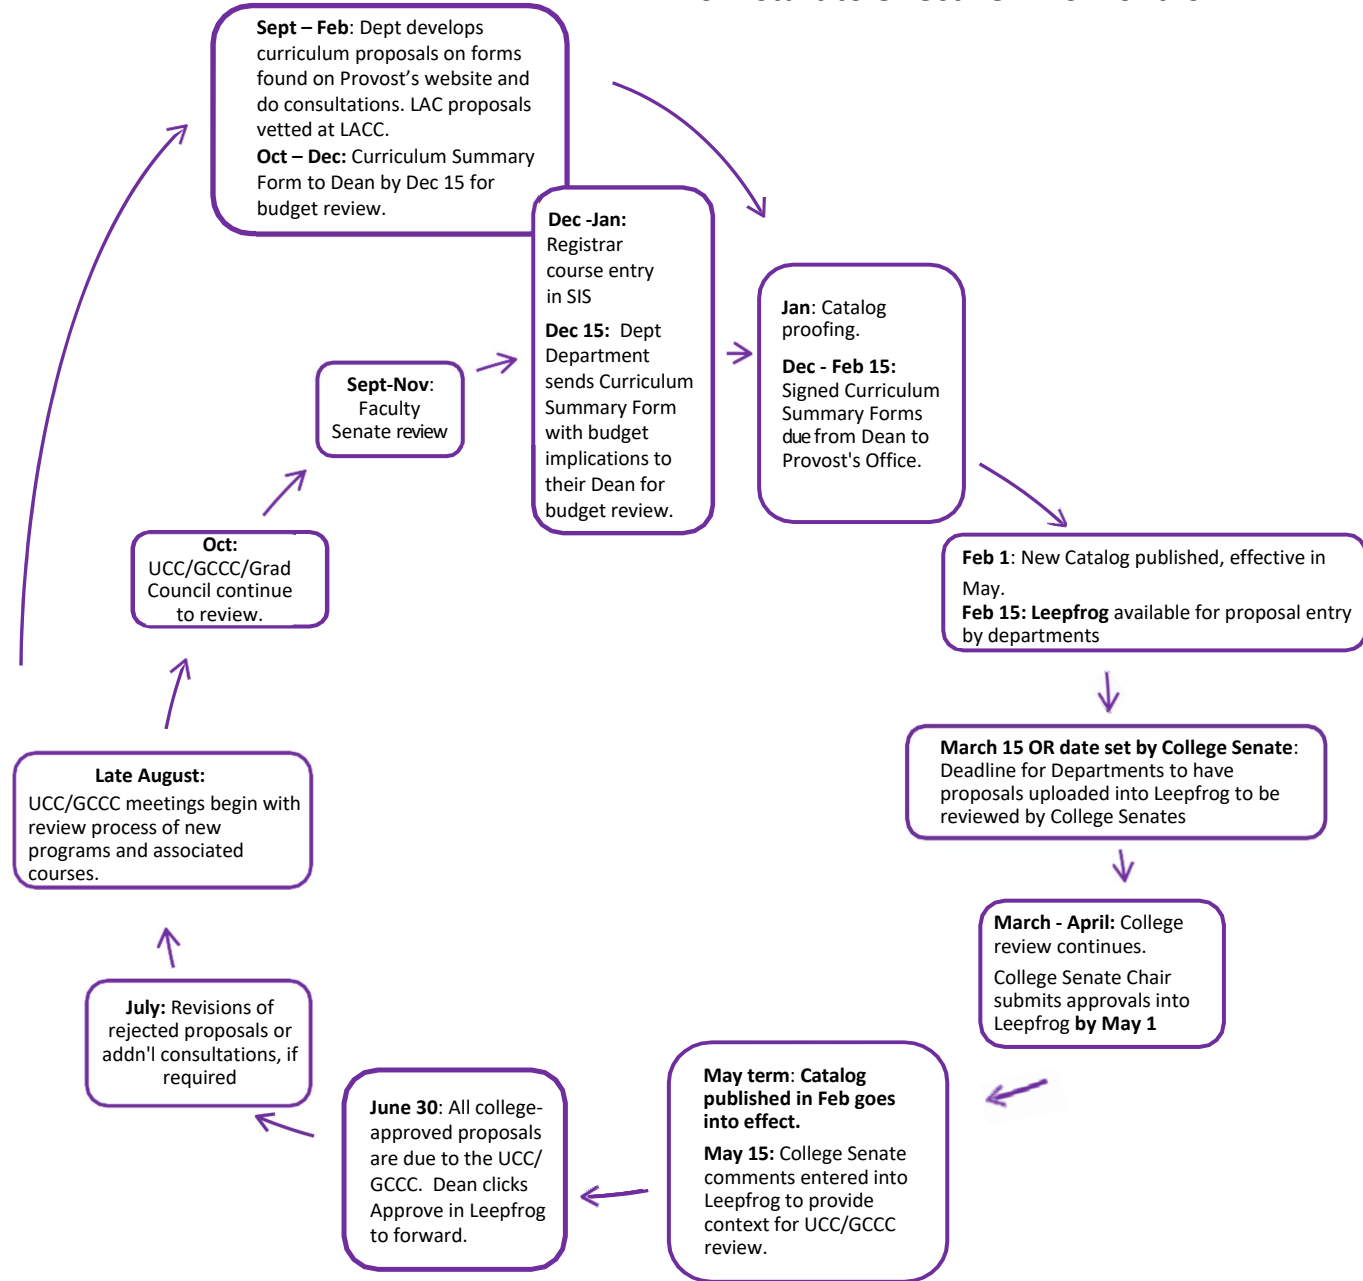 Sept – Feb: Dept develops
curriculum proposals on forms
found on Provost’s website and
do consultations. LAC proposals
vetted at LACC.
Oct – Dec: Curriculum Summary
Form to Dean by Dec 15 for
budget review.
Dec -Jan:
Registrar
course entry
in SIS
Dec 15: Dept
Department
sends Curriculum
Summary Form
with budget
implications to
their Dean for
budget review.
Jan: Catalog
proofing.
Dec - Feb 15:
Signed Curriculum
Summary Forms
due from Dean to
Provost's Office.
Feb 1: New Catalog published, effective in
May.
Feb 15: Leepfrog available for proposal entry
by departments
March 15 OR date set by College Senate:
Deadline for Departments to have
proposals uploaded into Leepfrog to be
reviewed by College Senates
March - April: College
review continues.
College Senate Chair
submits approvals into
Leepfrog by May 1
May term: Catalog
published in Feb goes
into effect.
May 15: College Senate
comments entered into
Leepfrog to provide
context for UCC/GCCC
review.
June 30: All college-
approved proposals
are due to the UCC/
GCCC. Dean clicks
Approve in Leepfrog
to forward.
July: Revisions of
rejected proposals or
addn'l consultations, if
required
Late August:
UCC/GCCC meetings begin with
review process of new
programs and associated
courses.
Oct:
UCC/GCCC/Grad
Council continue
to review.
Sept-Nov:
Faculty
Senate review